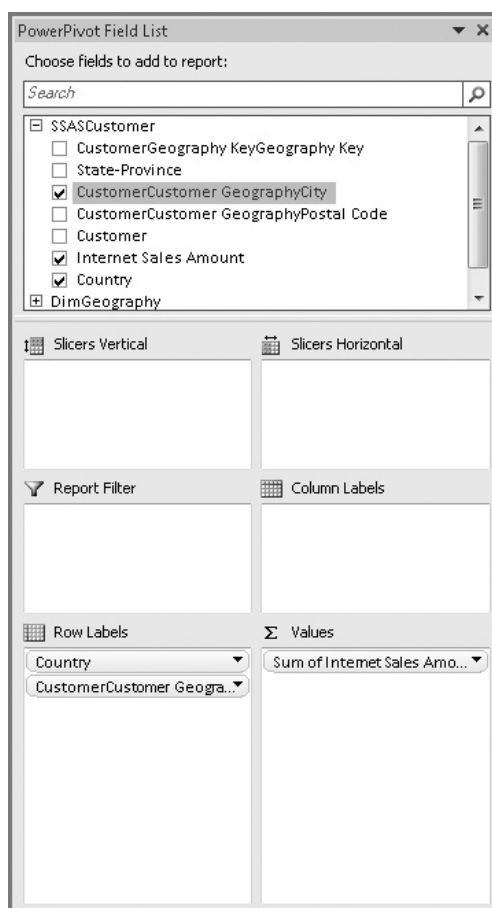 PowerPivot Field List
Choose fields to add to report:
Search
SSASCustomer
CustomerGeography KeyGeography Key
State-Province
CustomerCustomer GeographyCity
CustomerCustomer GeographyPostal Code
Customer
Internet Sales Amount
Country
DimGeography
Slicers Vertical
Slicers Horizontal
Report Filter
Column Labels
Row Labels
Σ Values
Country
Sum of Internet Sales Amo...
CustomerCustomer Geogra...